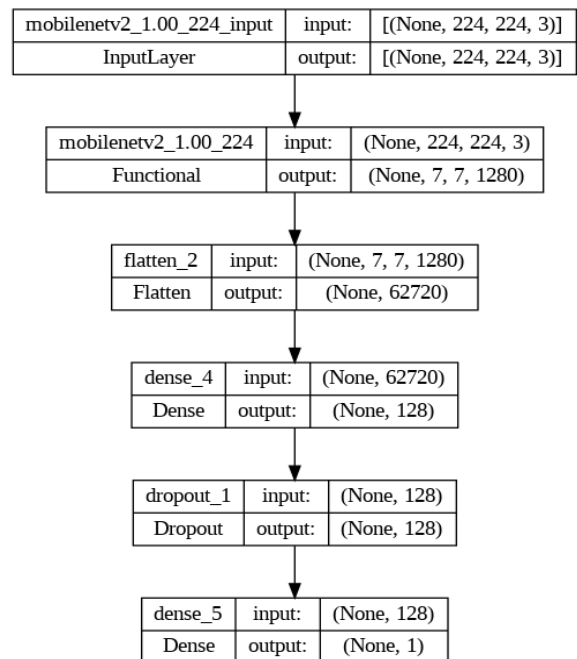 mobilenetv2_1.00_224_input input: [(None, 224, 224, 3)]
InputLayer output: [(None, 224, 224, 3)]
mobilenetv2_1.00_224 input: (None, 224, 224, 3)
Functional output: (None, 7, 7, 1280)
flatten_2 input: (None, 7, 7, 1280)
Flatten output: (None, 62720)
dense_4 input: (None, 62720)
Dense output: (None, 128)
dropout_1 input: (None, 128)
Dropout output: (None, 128)
dense_5 input: (None, 128)
Dense output: (None, 1)